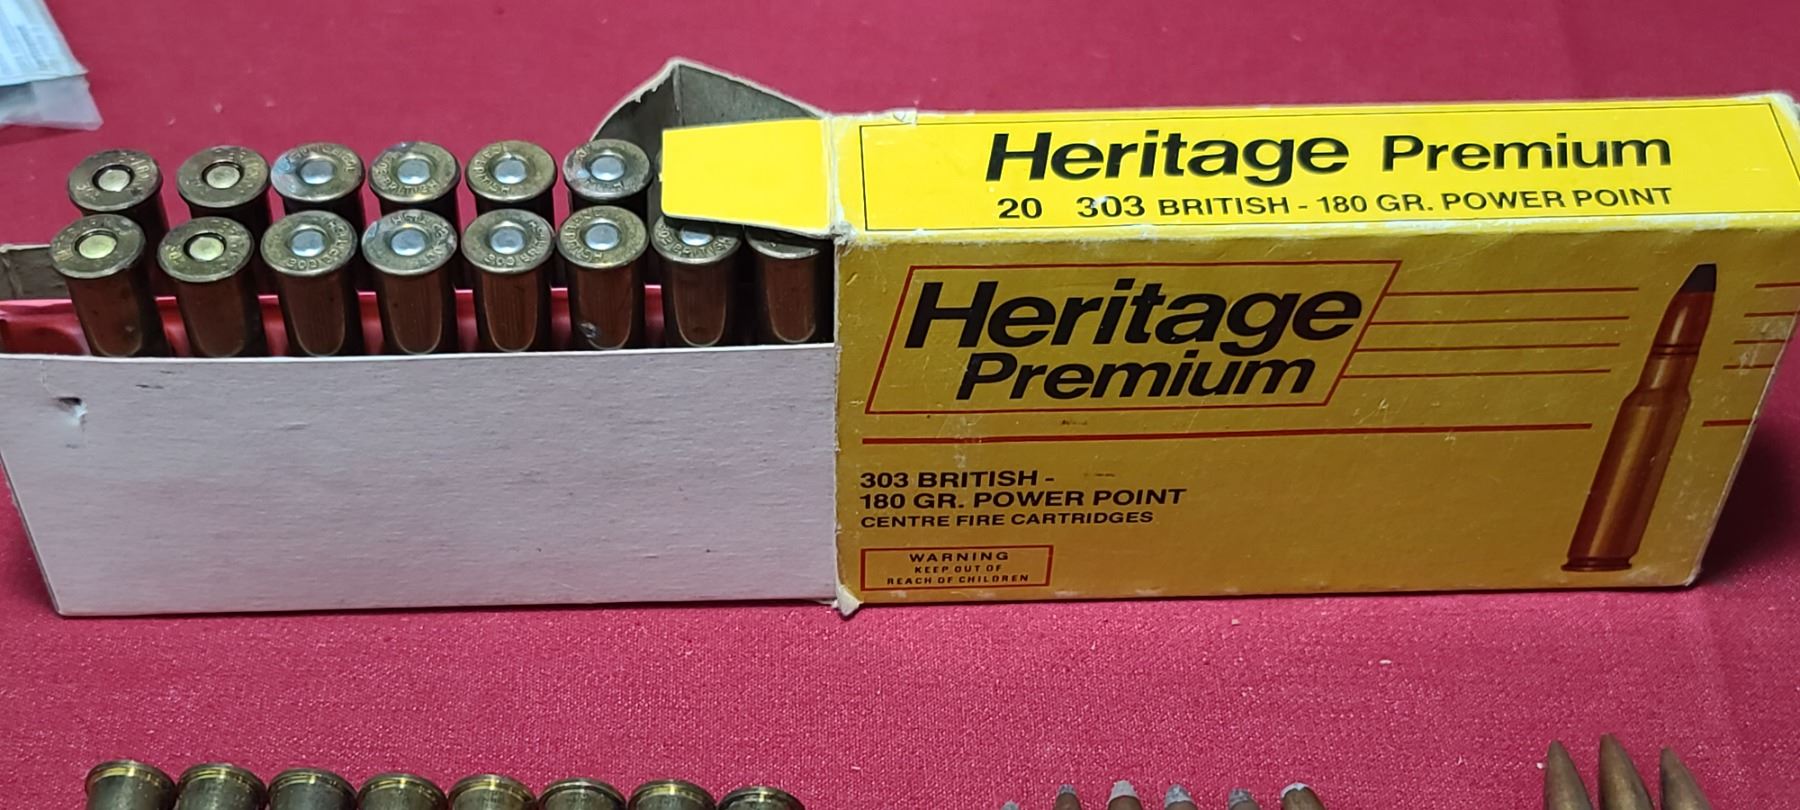 Heritage Premium
20 303 BRITISH - 180 GR. POWER POINT
Heritage
Premium
303 BRITISH -
180 GR. POWER POINT
CENTRE FIRE CARTRIDGES
WARNING
KEEP OUT OF
REACH OF CHILDREN